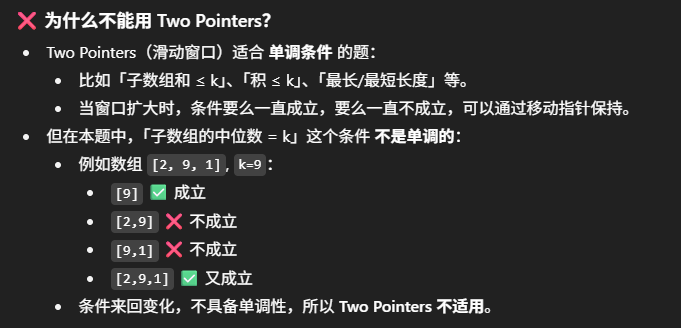 ❌ 为什么不能用 Two Pointers？
• Two Pointers（滑动窗口）适合 单调条件 的题：
• 比如「子数组和 ≤ k」、「积 ≤ k」、「最长/最短长度」等。
• 当窗口扩大时，条件要么一直成立，要么一直不成立，可以通过移动指针保持。
• 但在本题中，「子数组的中位数 = k」这个条件 不是单调的：
• 例如数组 [2, 9, 1], k=9：
• [9] ✅ 成立
• [2,9] ❌ 不成立
• [9,1] ❌ 不成立
• [2,9,1] ✅ 又成立
• 条件来回变化，不具备单调性，所以 Two Pointers 不适用。